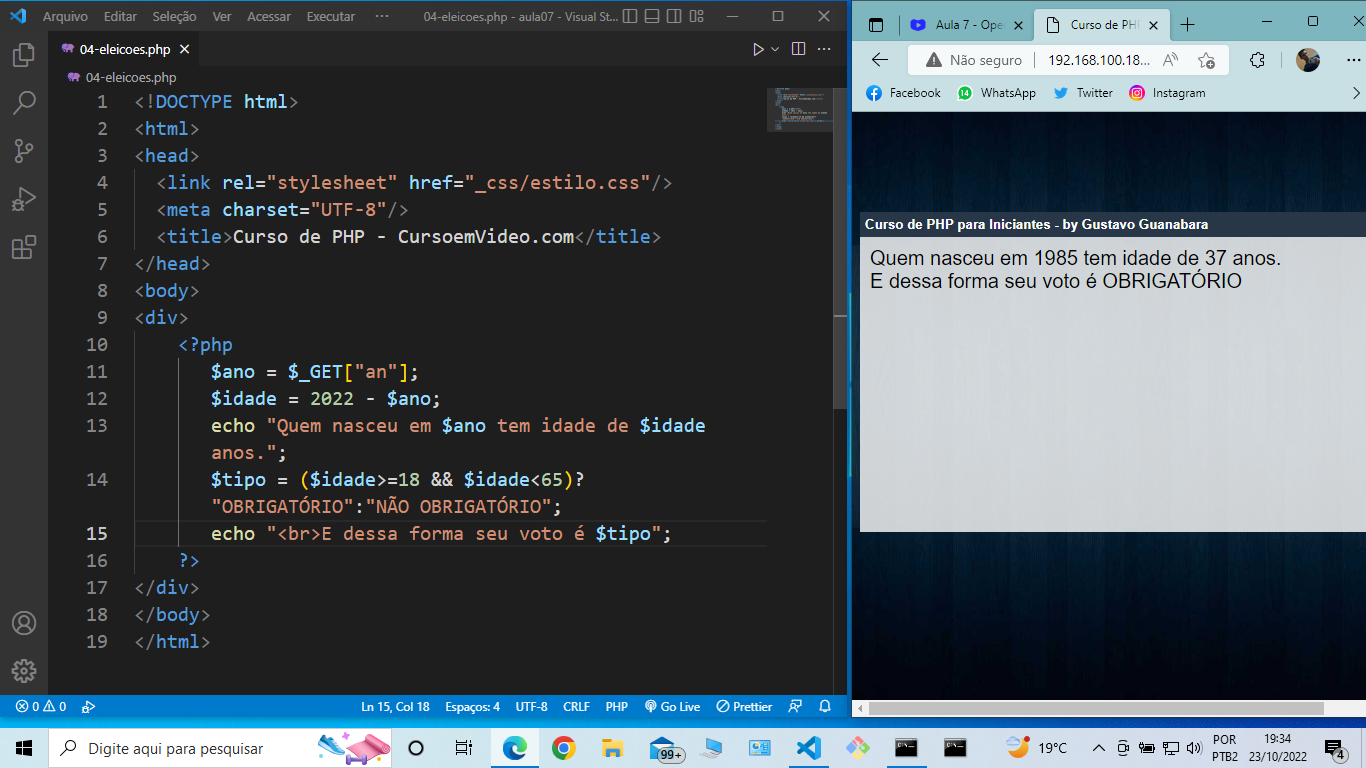 Arquivo Editar Seleção Ver Acessar Executar ··· 04-eleicoes.php - aula07 - Visual St...
04-eleicoes.php
04-eleicoes.php
1 <!DOCTYPE html>
2 <html>
3 <head>
4 <link rel="stylesheet" href="_css/estilo.css"/>
5 <meta charset="UTF-8"/>
6 <title>Curso de PHP - CursoemVideo.com</title>
7 </head>
8 <body>
9 <div>
10 <?php
11 $ano = $_GET["an"];
12 $idade = 2022 - $ano;
13 echo "Quem nasceu em $ano tem idade de $idade
anos.";
14 $tipo = ($idade>=18 && $idade<65)?
"OBRIGATÓRIO":"NÃO OBRIGATÓRIO";
15 echo "<br>E dessa forma seu voto é $tipo";
16 ?>
17 </div>
18 </body>
19 </html>
0 0 Ln 15, Col 18 Espaços: 4 UTF-8 CRLF PHP Go Live Prettier
Aula 7 - Ope Curso de PH
Não seguro 192.168.100.18...
Facebook 14 WhatsApp Twitter Instagram
Curso de PHP para Iniciantes - by Gustavo Guanabara
Quem nasceu em 1985 tem idade de 37 anos.
E dessa forma seu voto é OBRIGATÓRIO
Digite aqui para pesquisar 99+ 19°C POR 19:34
PTB2 23/10/2022 4